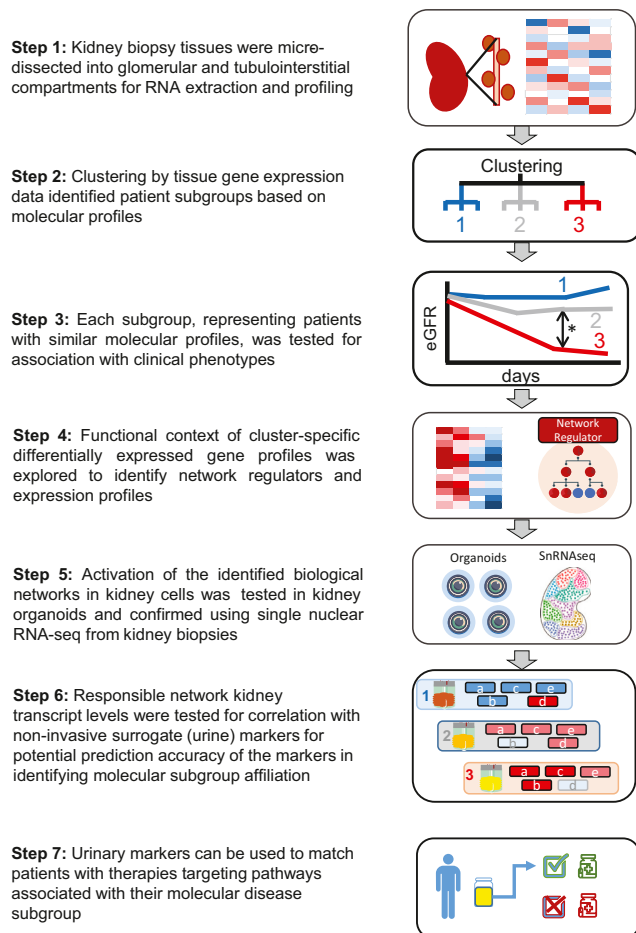 Step 1: Kidney biopsy tissues were micro-
dissected into glomerular and tubulointerstitial
compartments for RNA extraction and profiling
Step 2: Clustering by tissue gene expression
data identified patient subgroups based on
molecular profiles
Clustering
1 2 3
Step 3: Each subgroup, representing patients
with similar molecular profiles, was tested for
association with clinical phenotypes
eGFR
1
2
*
3
days
Step 4: Functional context of cluster-specific
differentially expressed gene profiles was
explored to identify network regulators and
expression profiles
Network
Regulator
Step 5: Activation of the identified biological
networks in kidney cells was tested in kidney
organoids and confirmed using single nuclear
RNA-seq from kidney biopsies
Organoids SnRNAseq
Step 6: Responsible network kidney
transcript levels were tested for correlation with
non-invasive surrogate (urine) markers for
potential prediction accuracy of the markers in
identifying molecular subgroup affiliation
1 a c e
b d
2 a c e
b d
3 a c e
b d
Step 7: Urinary markers can be used to match
patients with therapies targeting pathways
associated with their molecular disease
subgroup